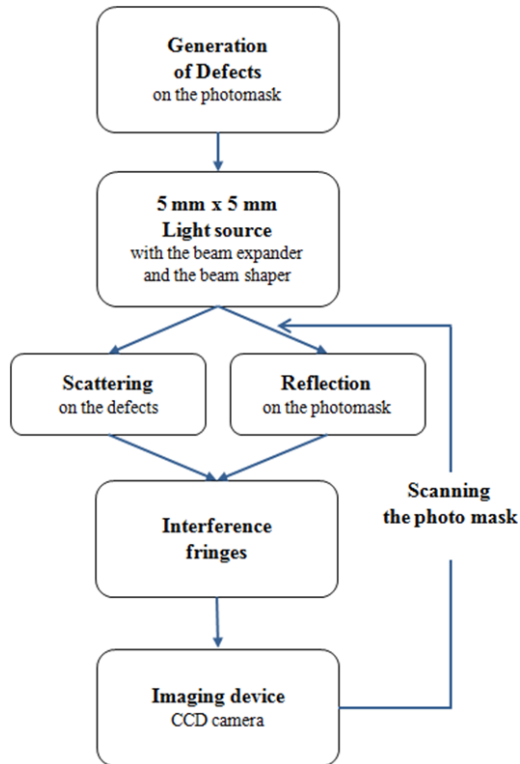 Generation
of Defects
on the photomask
5 mm x 5 mm
Light source
with the beam expander
and the beam shaper
Scattering
on the defects
Reflection
on the photomask
Scanning
the photo mask
Interference
fringes
Imaging device
CCD camera